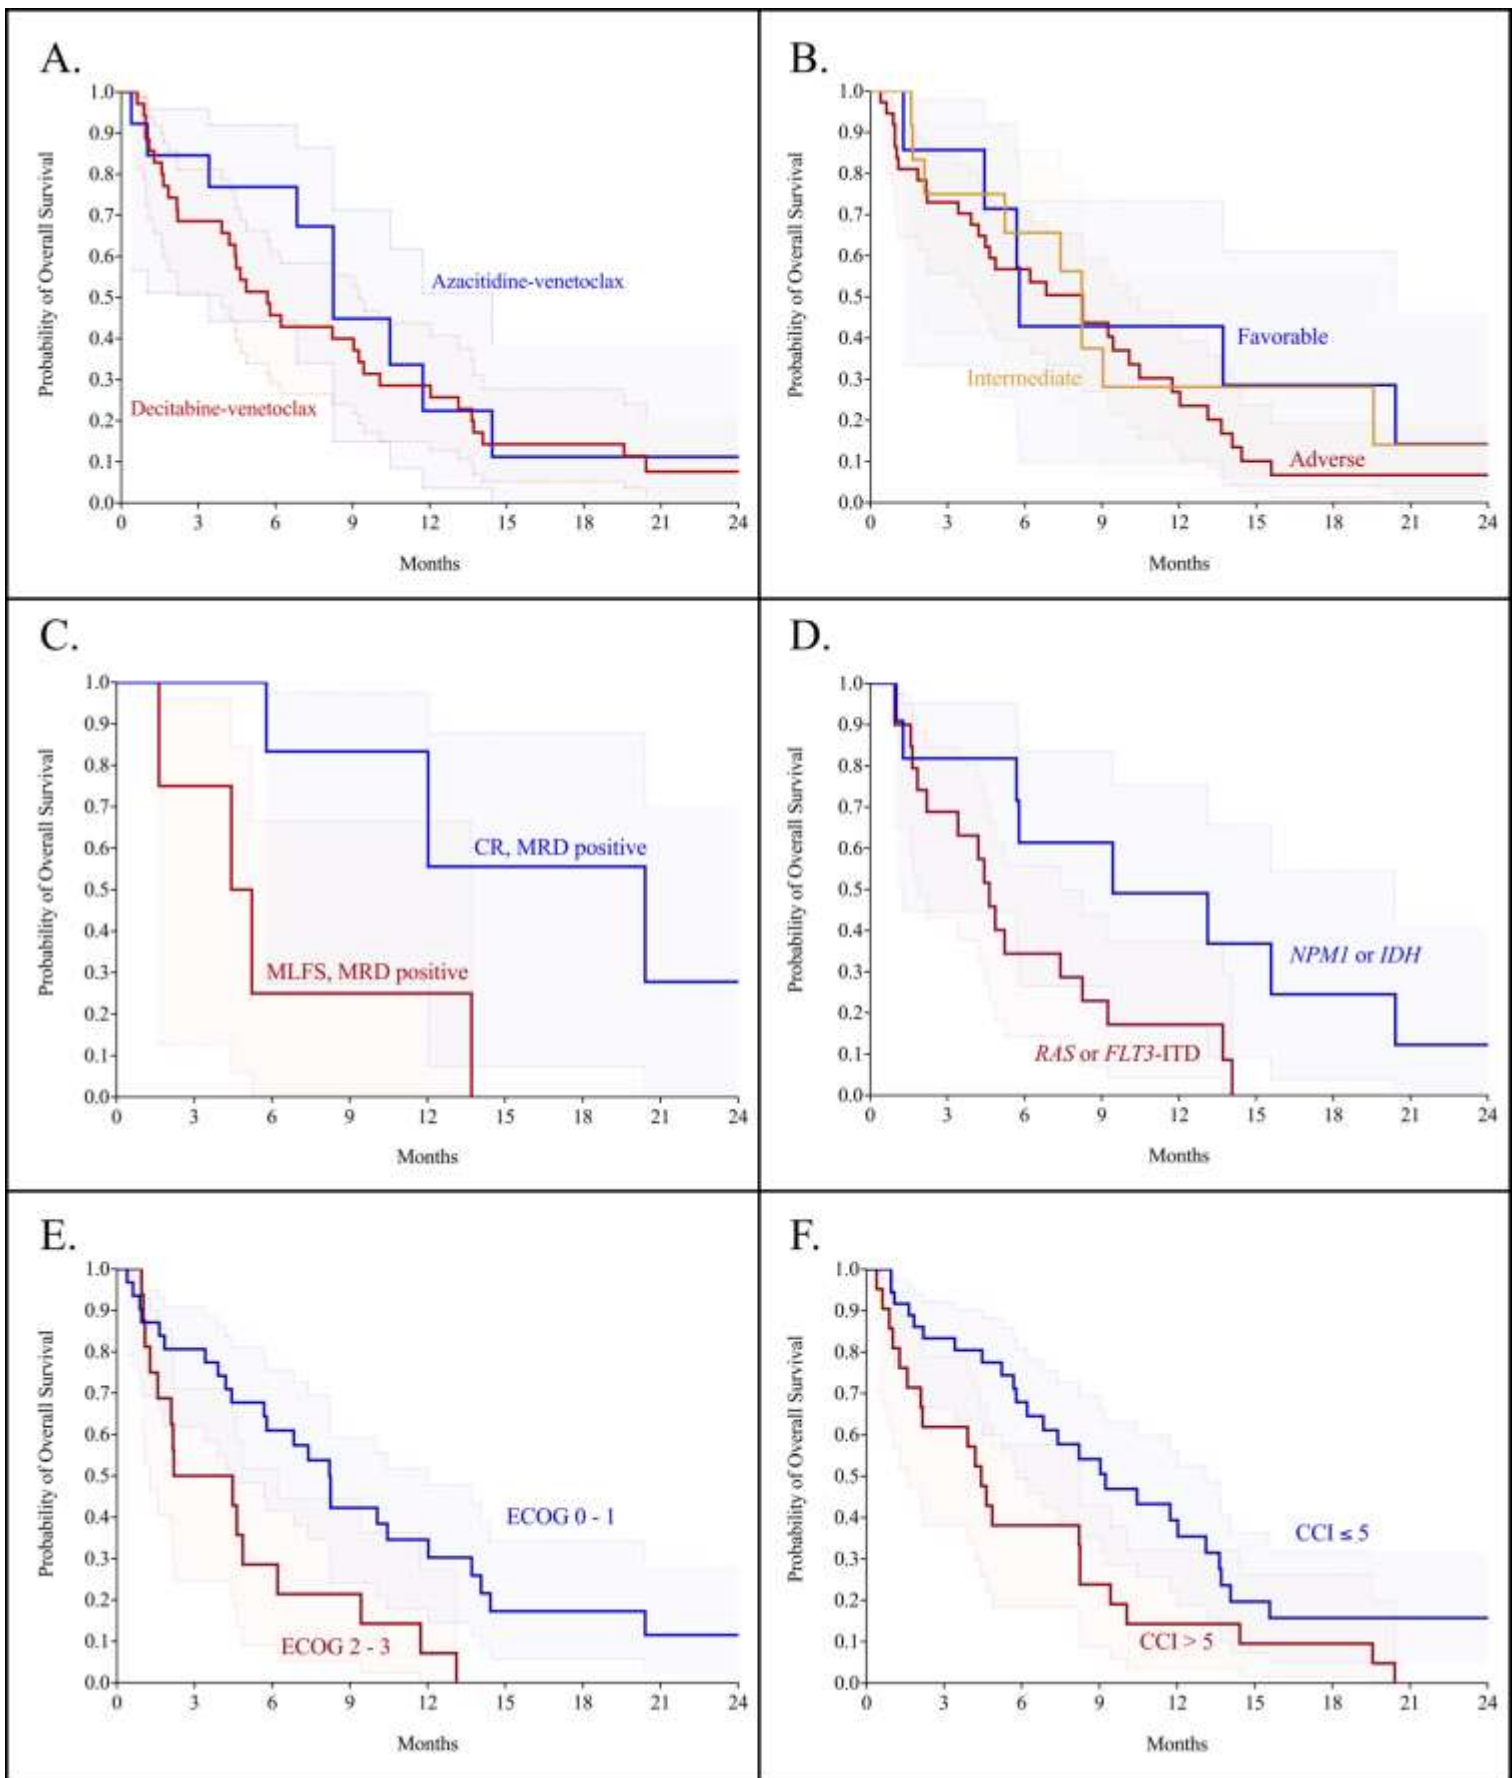 A.
Probability of Overall Survival
1.0
0.9
0.8
0.7
0.6
0.5
0.4
0.3
0.2
0.1
0.0
Azacitidine-venetoclax
Decitabine-venetoclax
0 3 6 9 12 15 18 21 24
Months
B.
Probability of Overall Survival
1.0
0.9
0.8
0.7
0.6
0.5
0.4
0.3
0.2
0.1
0.0
Favorable
Intermediate
Adverse
0 3 6 9 12 15 18 21 24
Months
C.
Probability of Overall Survival
1.0
0.9
0.8
0.7
0.6
0.5
0.4
0.3
0.2
0.1
0.0
CR, MRD positive
MLFS, MRD positive
0 3 6 9 12 15 18 21 24
Months
D.
Probability of Overall Survival
1.0
0.9
0.8
0.7
0.6
0.5
0.4
0.3
0.2
0.1
0.0
NPM1 or IDH
RAS or FLT3-ITD
0 3 6 9 12 15 18 21 24
Months
E.
Probability of Overall Survival
1.0
0.9
0.8
0.7
0.6
0.5
0.4
0.3
0.2
0.1
0.0
ECOG 0 - 1
ECOG 2 - 3
0 3 6 9 12 15 18 21 24
Months
F.
Probability of Overall Survival
1.0
0.9
0.8
0.7
0.6
0.5
0.4
0.3
0.2
0.1
0.0
CCI ≤ 5
CCI > 5
0 3 6 9 12 15 18 21 24
Months